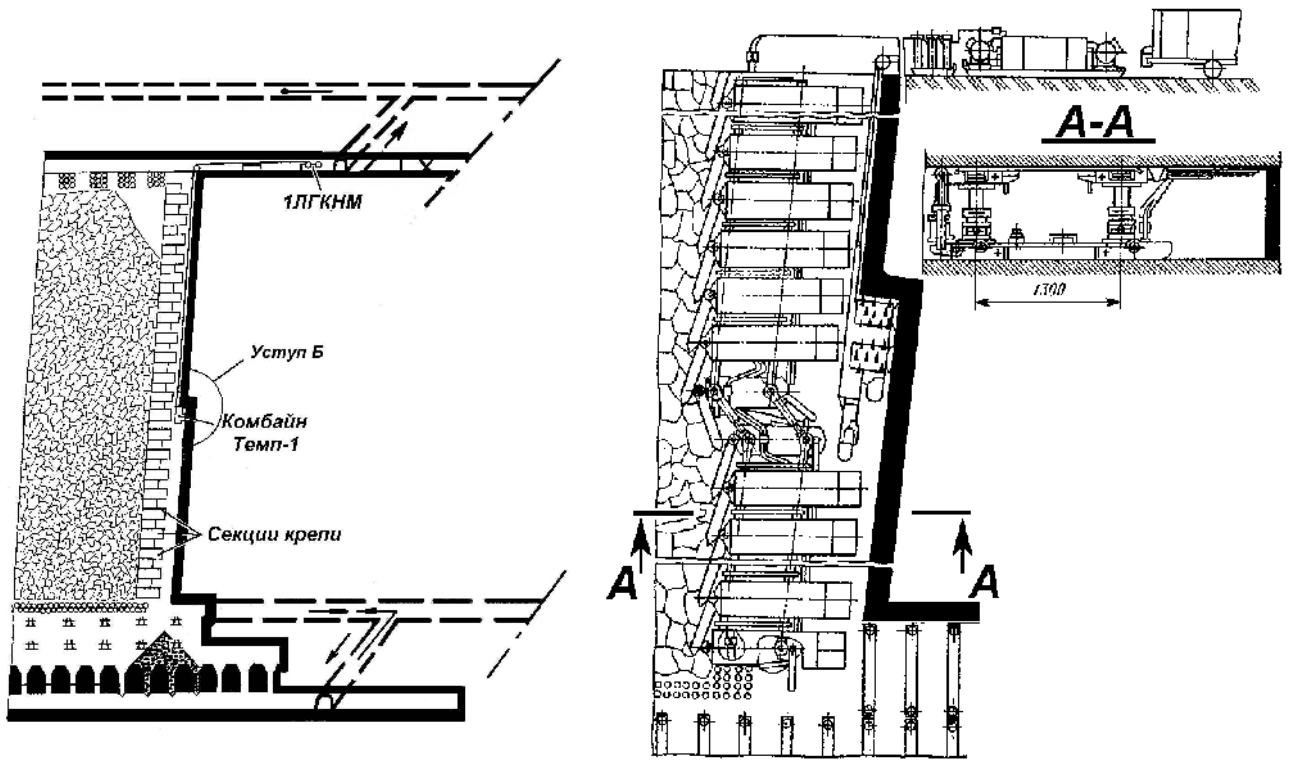 1ЛГКНМ
Уступ Б
Комбайн
Темп-1
Секции крепи
А-А
1300
А
А